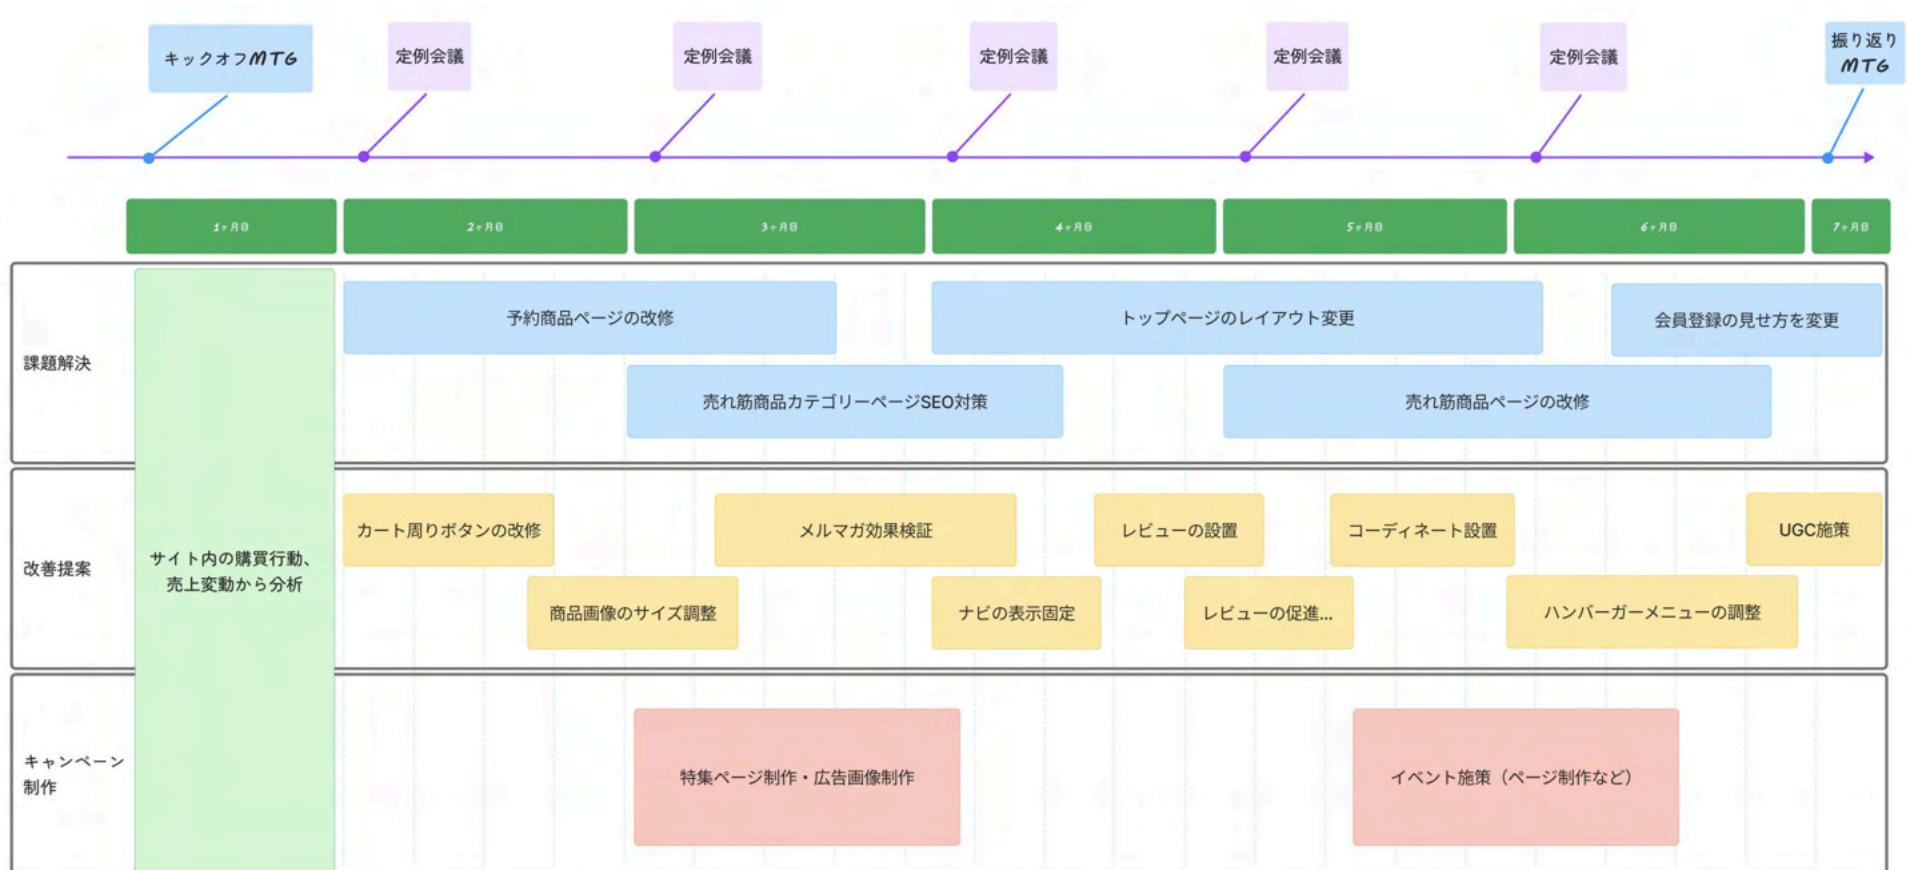 キックオフMTG
定例会議
定例会議
定例会議
定例会議
定例会議
振り返り
MTG
1ヶ月目
2ヶ月目
3ヶ月目
4ヶ月目
5ヶ月目
6ヶ月目
7ヶ月目
課題解決
予約商品ページの改修
トップページのレイアウト変更
会員登録の見せ方を変更
売れ筋商品カテゴリーページSEO対策
売れ筋商品ページの改修
サイト内の購買行動、
売上変動から分析
改善提案
カート周りボタンの改修
メルマガ効果検証
レビューの設置
コーディネート設置
UGC施策
商品画像のサイズ調整
ナビの表示固定
レビューの促進...
ハンバーガーメニューの調整
キャンペーン
制作
特集ページ制作・広告画像制作
イベント施策（ページ制作など）